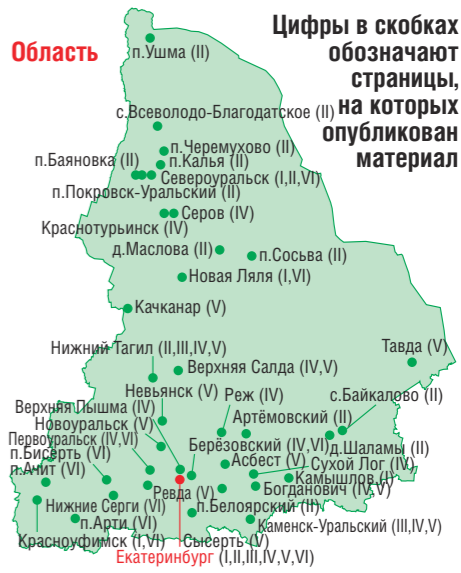 Цифры в скобках
обозначают
страницы,
на которых
опубликован
материал
Область
п.Ушма (II)
с.Всеволодо-Благодатское (II)
п.Черемухово (II)
п.Баяновка (II)
п.Калья (II)
Североуральск (I,II,VI)
п.Покровск-Уральский (II)
Серов (IV)
Краснотурьинск (IV)
д.Маслова (II)
п.Сосьва (II)
Новая Ляля (I,VI)
Качканар (V)
Нижний Тагил (II,III,IV,V)
Тавда (V)
Верхняя Салда (IV,V)
Невьянск (V)
Реж (IV)
с.Байкалово (II)
Верхняя Пышма (IV)
Артёмовский (II)
Новоуральск (V)
Первоуральск (IV,VI)
Берёзовский (IV,VI)
д.Шаламы (II)
п.Бисерть (VI)
Асбест (V)
Сухой Лог (IV)
п.Ачит (VI)
Камышлов (I)
Ревда (V)
Богданович (IV,V)
Нижние Серги (VI)
п.Белоярский (II)
п.Арти (VI)
Каменск-Уральский (III,IV,V)
Красноуфимск (I,VI)
Сысерть (V)
Екатеринбург (I,II,III,IV,V,VI)